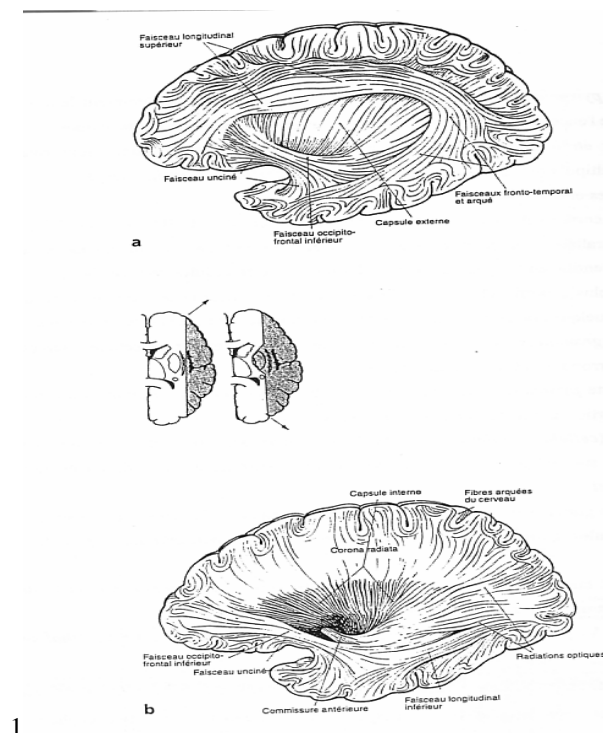 Faisceau longitudinal
supérieur
Faisceau unciné
Faisceaux fronto-temporal
et arqué
Capsule externe
Faisceau occipito-
frontal inférieur
a
Capsule interne
Fibres arquées
du cerveau
Corona radiata
Faisceau occipito-
frontal inférieur
Radiations optiques
Faisceau unciné
Faisceau longitudinal
inférieur
Commissure antérieure
b
1